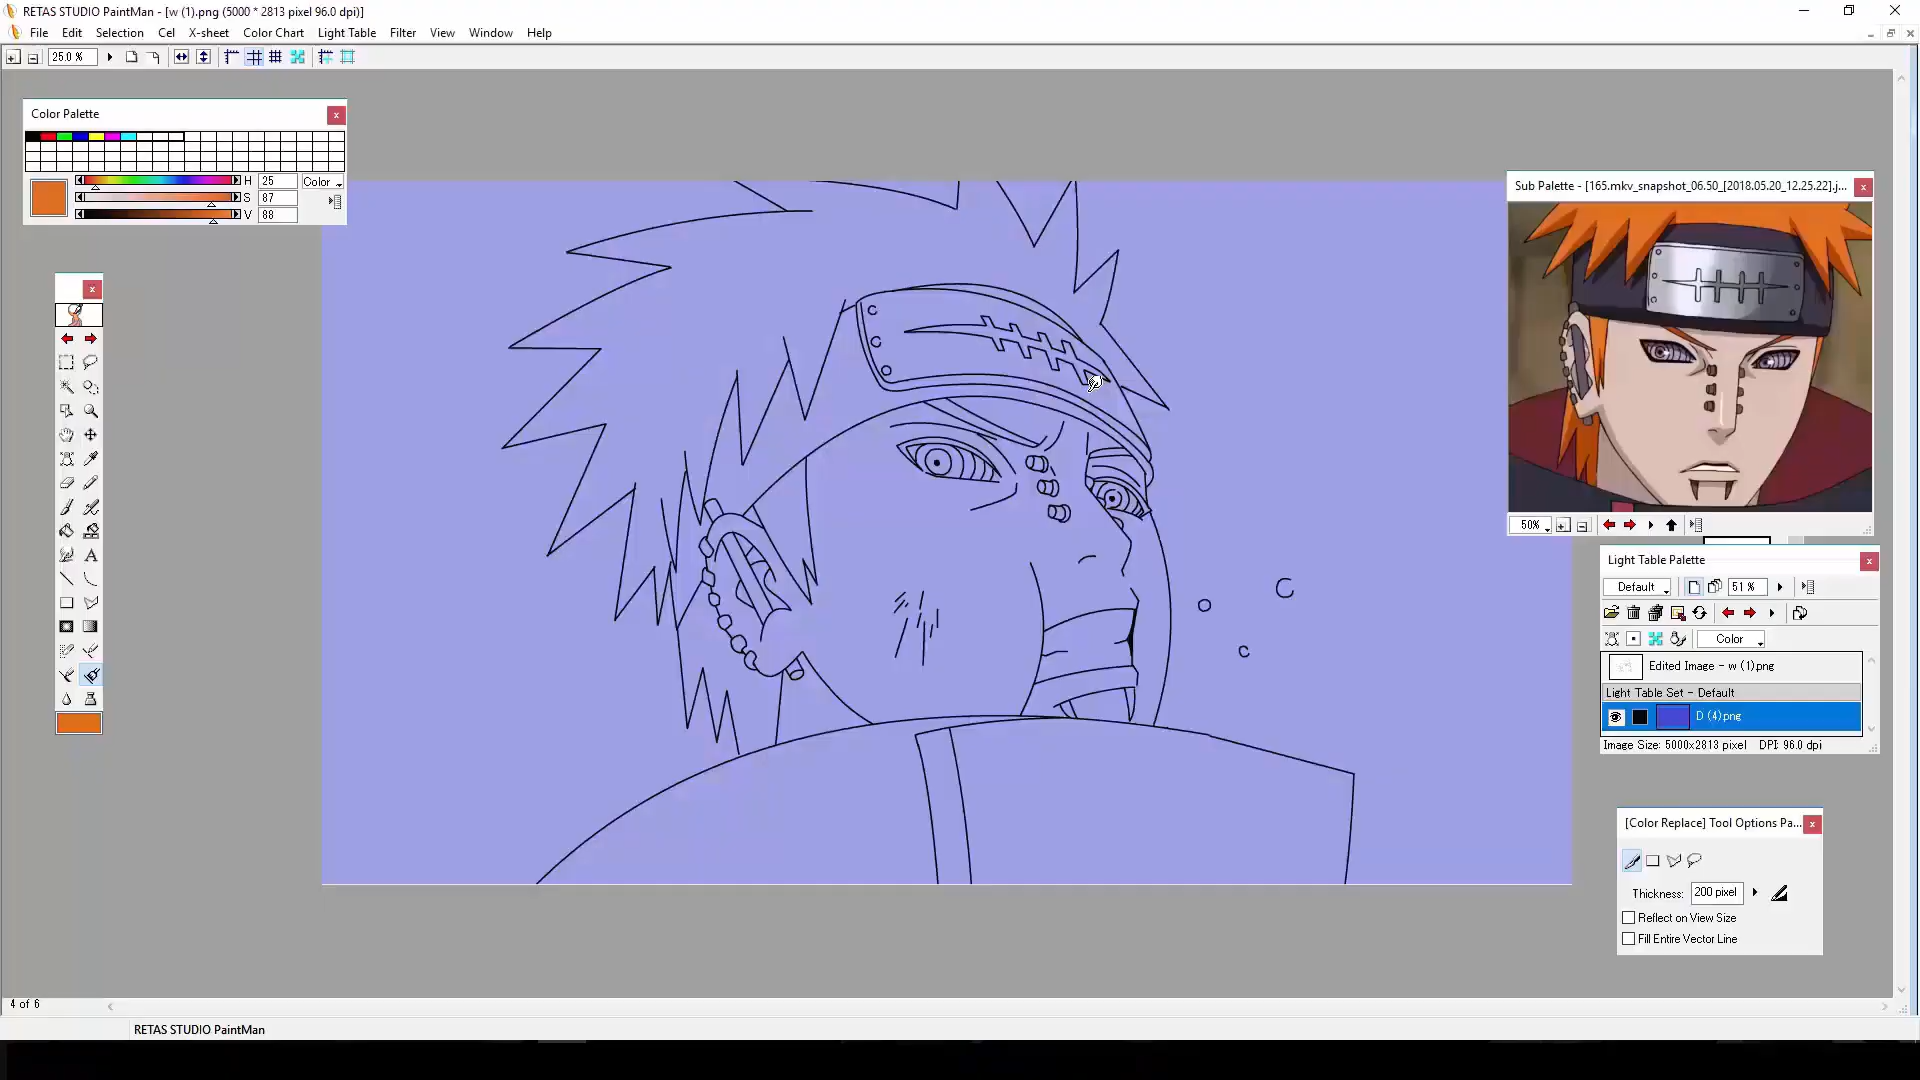 RETAS STUDIO PaintMan - [w (1).png (5000 * 2813 pixel 96.0 dpi)]
File Edit Selection Cel X-sheet Color Chart Light Table Filter View Window Help
25.0 %
Color Palette
H 25
S 87
V 88
Color
Sub Palette - [165.mkv_snapshot_06.50_[2018.05.20_12.25.22].j...
50%
Light Table Palette
Default
51 %
Color
Edited Image - w (1).png
Light Table Set - Default
D (4).png
Image Size: 5000x2813 pixel DPI: 96.0 dpi
[Color Replace] Tool Options Pa...
Thickness: 200 pixel
Reflect on View Size
Fill Entire Vector Line
4 of 6
RETAS STUDIO PaintMan